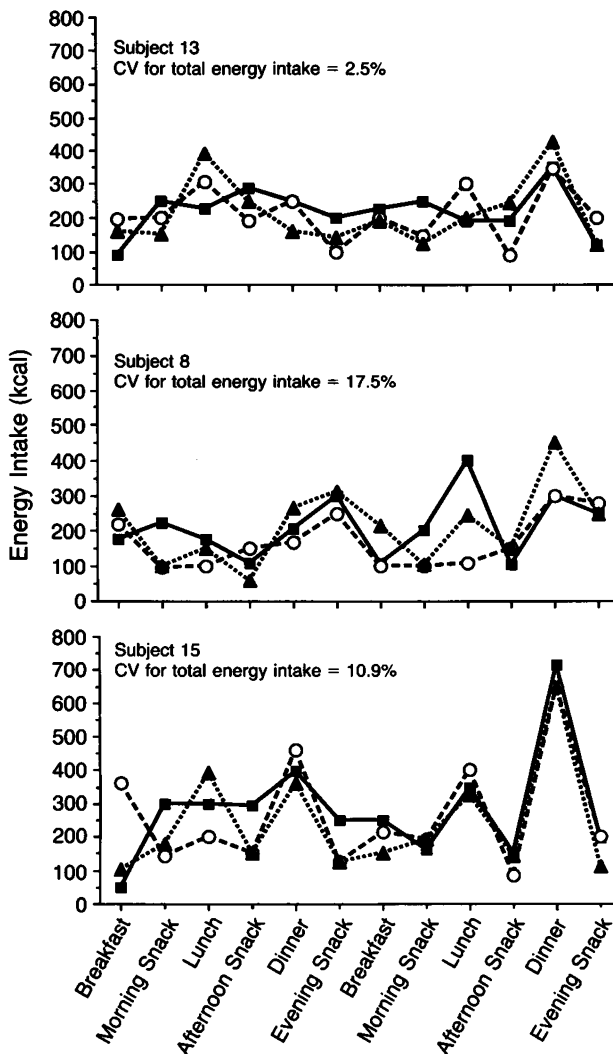 800
700
600
500
400
300
200
100
0
Subject 13
CV for total energy intake = 2.5%
800
700
600
500
400
300
200
100
0
Subject 8
CV for total energy intake = 17.5%
Energy Intake (kcal)
800
700
600
500
400
300
200
100
0
Subject 15
CV for total energy intake = 10.9%
Breakfast
Morning Snack
Lunch
Afternoon Snack
Dinner
Evening Snack
Breakfast
Morning Snack
Lunch
Afternoon Snack
Dinner
Evening Snack